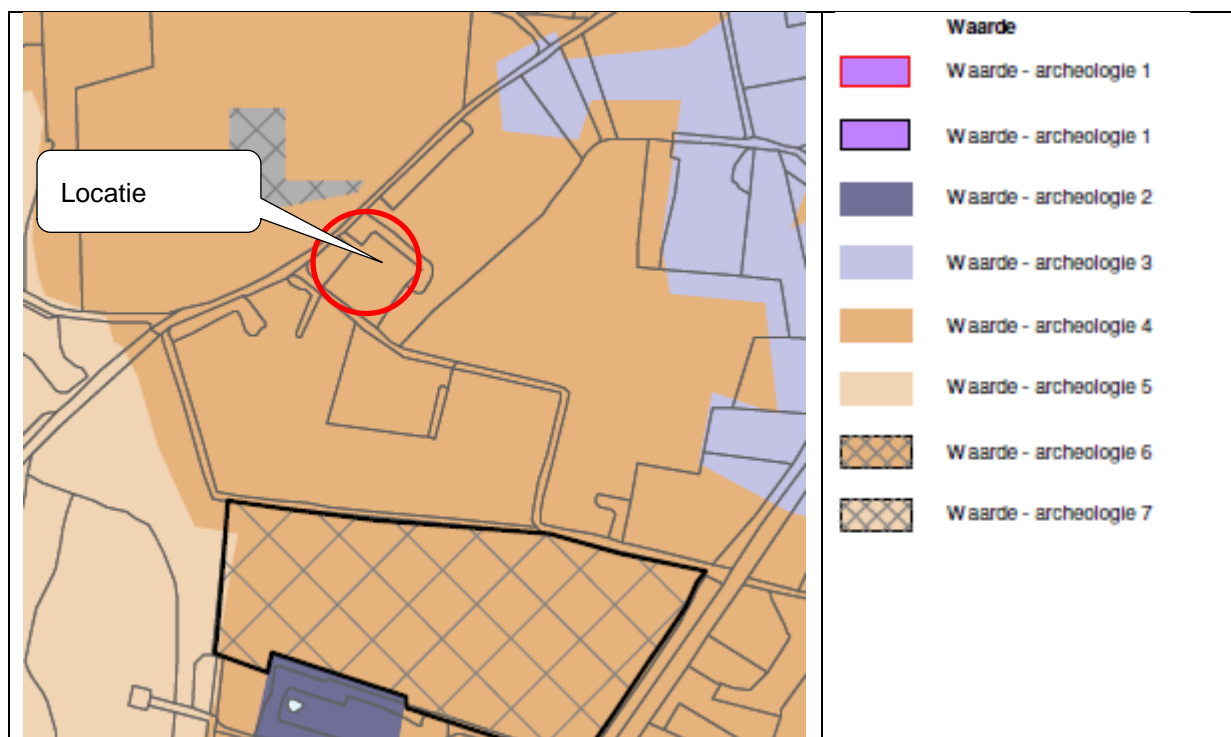 Locatie
Waarde
Waarde - archeologie 1
Waarde - archeologie 1
Waarde - archeologie 2
Waarde - archeologie 3
Waarde - archeologie 4
Waarde - archeologie 5
Waarde - archeologie 6
Waarde - archeologie 7